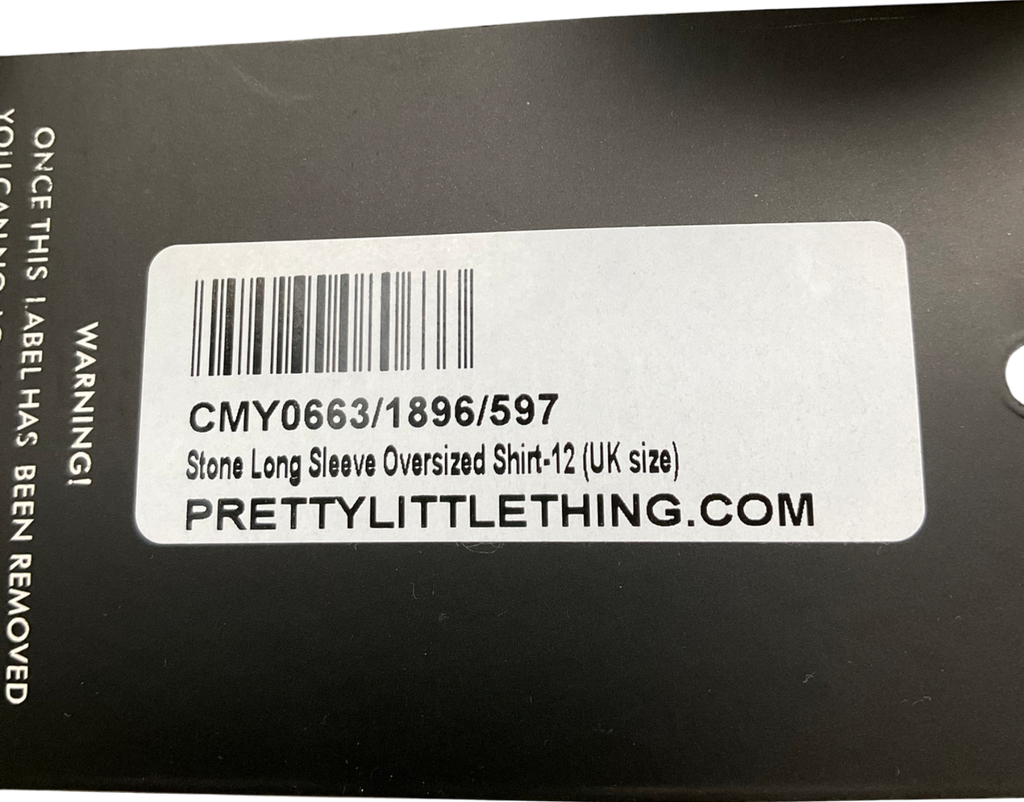 CMY0663/1896/597
Stone Long Sleeve Oversized Shirt-12 (UK size)
PRETTYLITTLETHING.COM
WARNING!
ONCE THIS LABEL HAS BEEN REMOVED